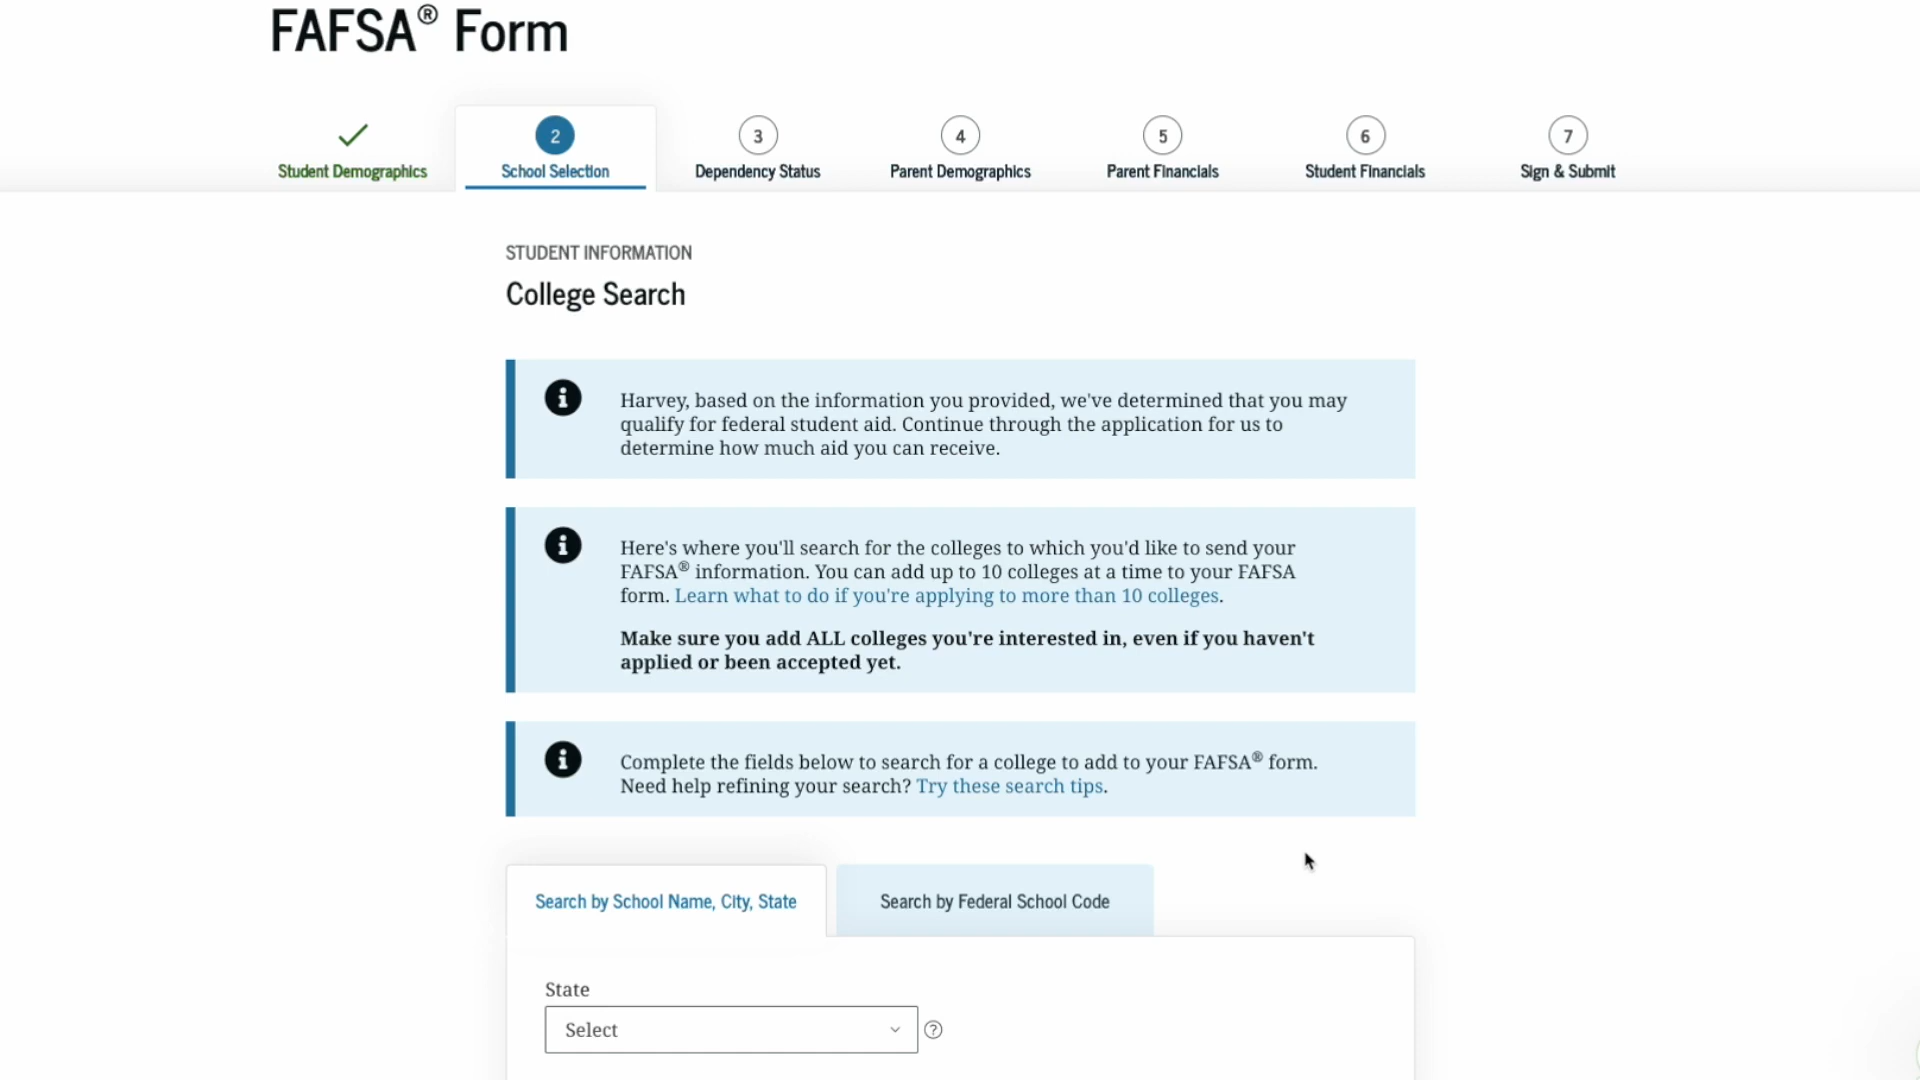 FAFSA® Form
2
3
4
5
6
7
Student Demographics
School Selection
Dependency Status
Parent Demographics
Parent Financials
Student Financials
Sign & Submit
STUDENT INFORMATION
College Search
Harvey, based on the information you provided, we've determined that you may
qualify for federal student aid. Continue through the application for us to
determine how much aid you can receive.
Here's where you'll search for the colleges to which you'd like to send your
FAFSA® information. You can add up to 10 colleges at a time to your FAFSA
form. Learn what to do if you're applying to more than 10 colleges.
Make sure you add ALL colleges you're interested in, even if you haven't
applied or been accepted yet.
Complete the fields below to search for a college to add to your FAFSA® form.
Need help refining your search? Try these search tips.
Search by School Name, City, State
Search by Federal School Code
State
Select
?